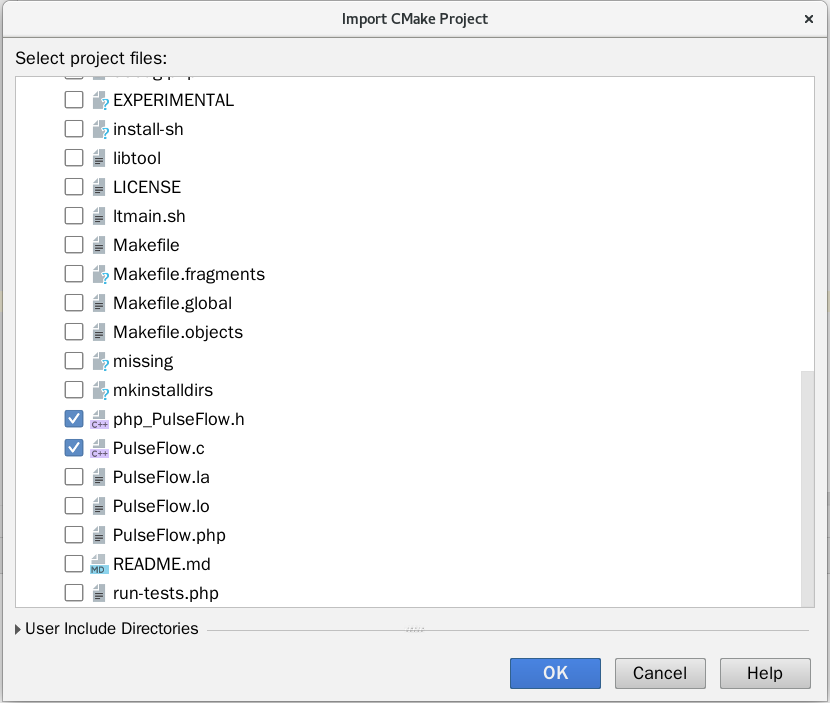 Import CMake Project
Select project files:
EXPERIMENTAL
install-sh
libtool
LICENSE
ltmain.sh
Makefile
Makefile.fragments
Makefile.global
Makefile.objects
missing
mkinstalldirs
C++ php_PulseFlow.h
C++ PulseFlow.c
PulseFlow.la
PulseFlow.lo
PulseFlow.php
MD README.md
run-tests.php
User Include Directories
OK Cancel Help